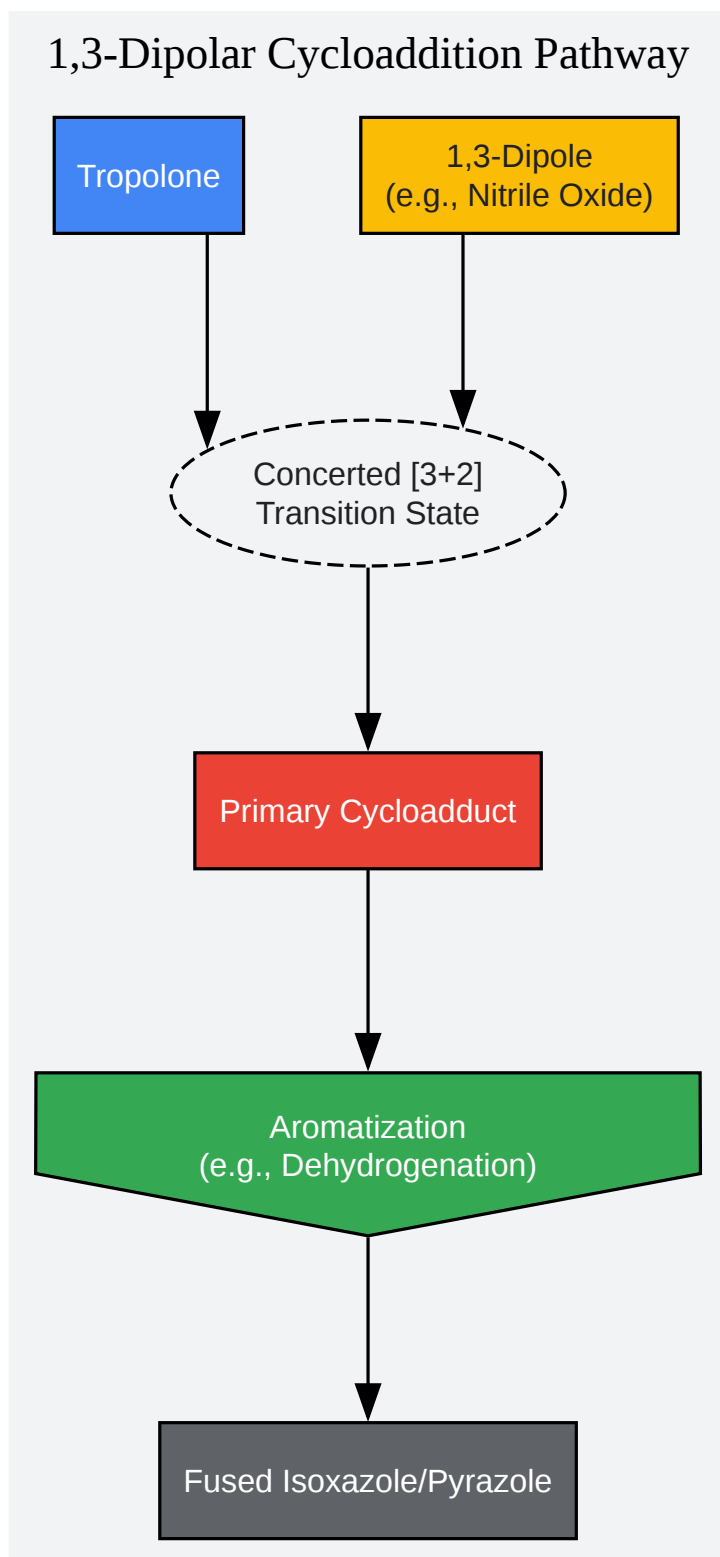 1,3-Dipolar Cycloaddition Pathway
Tropolone
1,3-Dipole
(e.g., Nitrile Oxide)
Concerted [3+2]
Transition State
Primary Cycloadduct
Aromatization
(e.g., Dehydrogenation)
Fused Isoxazole/Pyrazole